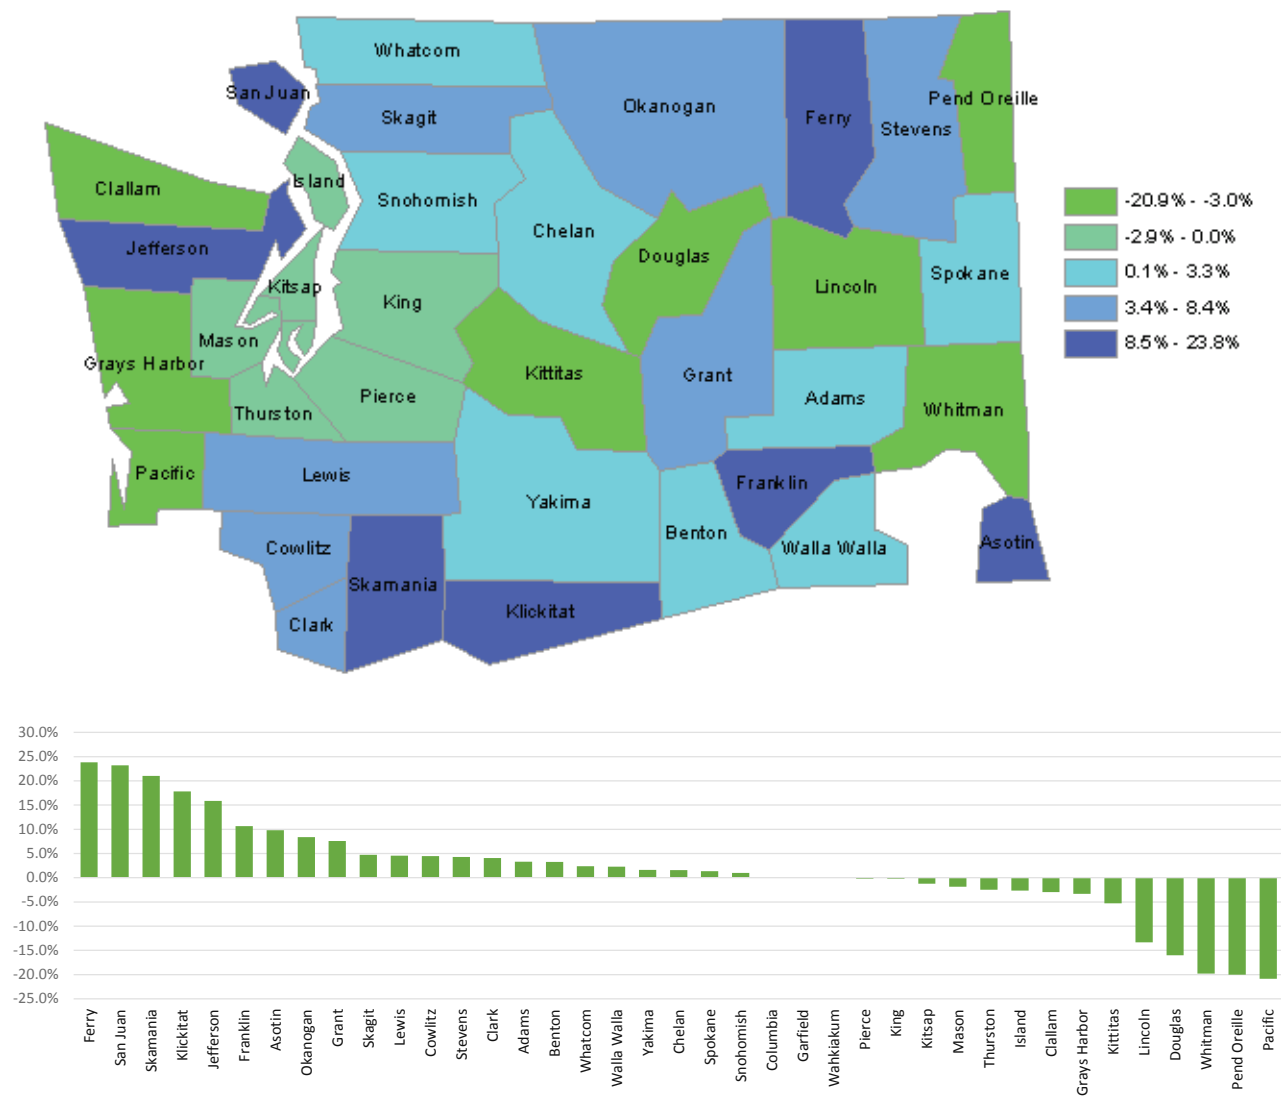 Whatcom
San Juan
Skagit
Okanogan
Ferry
Stevens
Pend Oreille
Clallam
Island
Snohomish
Chelan
Jefferson
Douglas
Kitsap
King
Lincoln
Spokane
Mason
Grays Harbor
Kittitas
Grant
Thurston
Pierce
Adams
Whitman
Pacific
Lewis
Yakima
Franklin
Benton
Walla Walla
Asotin
Cowlitz
Skamania
Klickitat
Clark
-20.9% - -3.0%
-2.9% - 0.0%
0.1% - 3.3%
3.4% - 8.4%
8.5% - 23.8%
30.0%
25.0%
20.0%
15.0%
10.0%
5.0%
0.0%
-5.0%
-10.0%
-15.0%
-20.0%
-25.0%
Ferry
San Juan
Skamania
Klickitat
Jefferson
Franklin
Asotin
Okanogan
Grant
Skagit
Lewis
Cowlitz
Stevens
Clark
Adams
Benton
Whatcom
Walla Walla
Yakima
Chelan
Spokane
Snohomish
Columbia
Garfield
Wahkiakum
Pierce
King
Kitsap
Mason
Thurston
Island
Clallam
Grays Harbor
Kittitas
Lincoln
Douglas
Whitman
Pend Oreille
Pacific